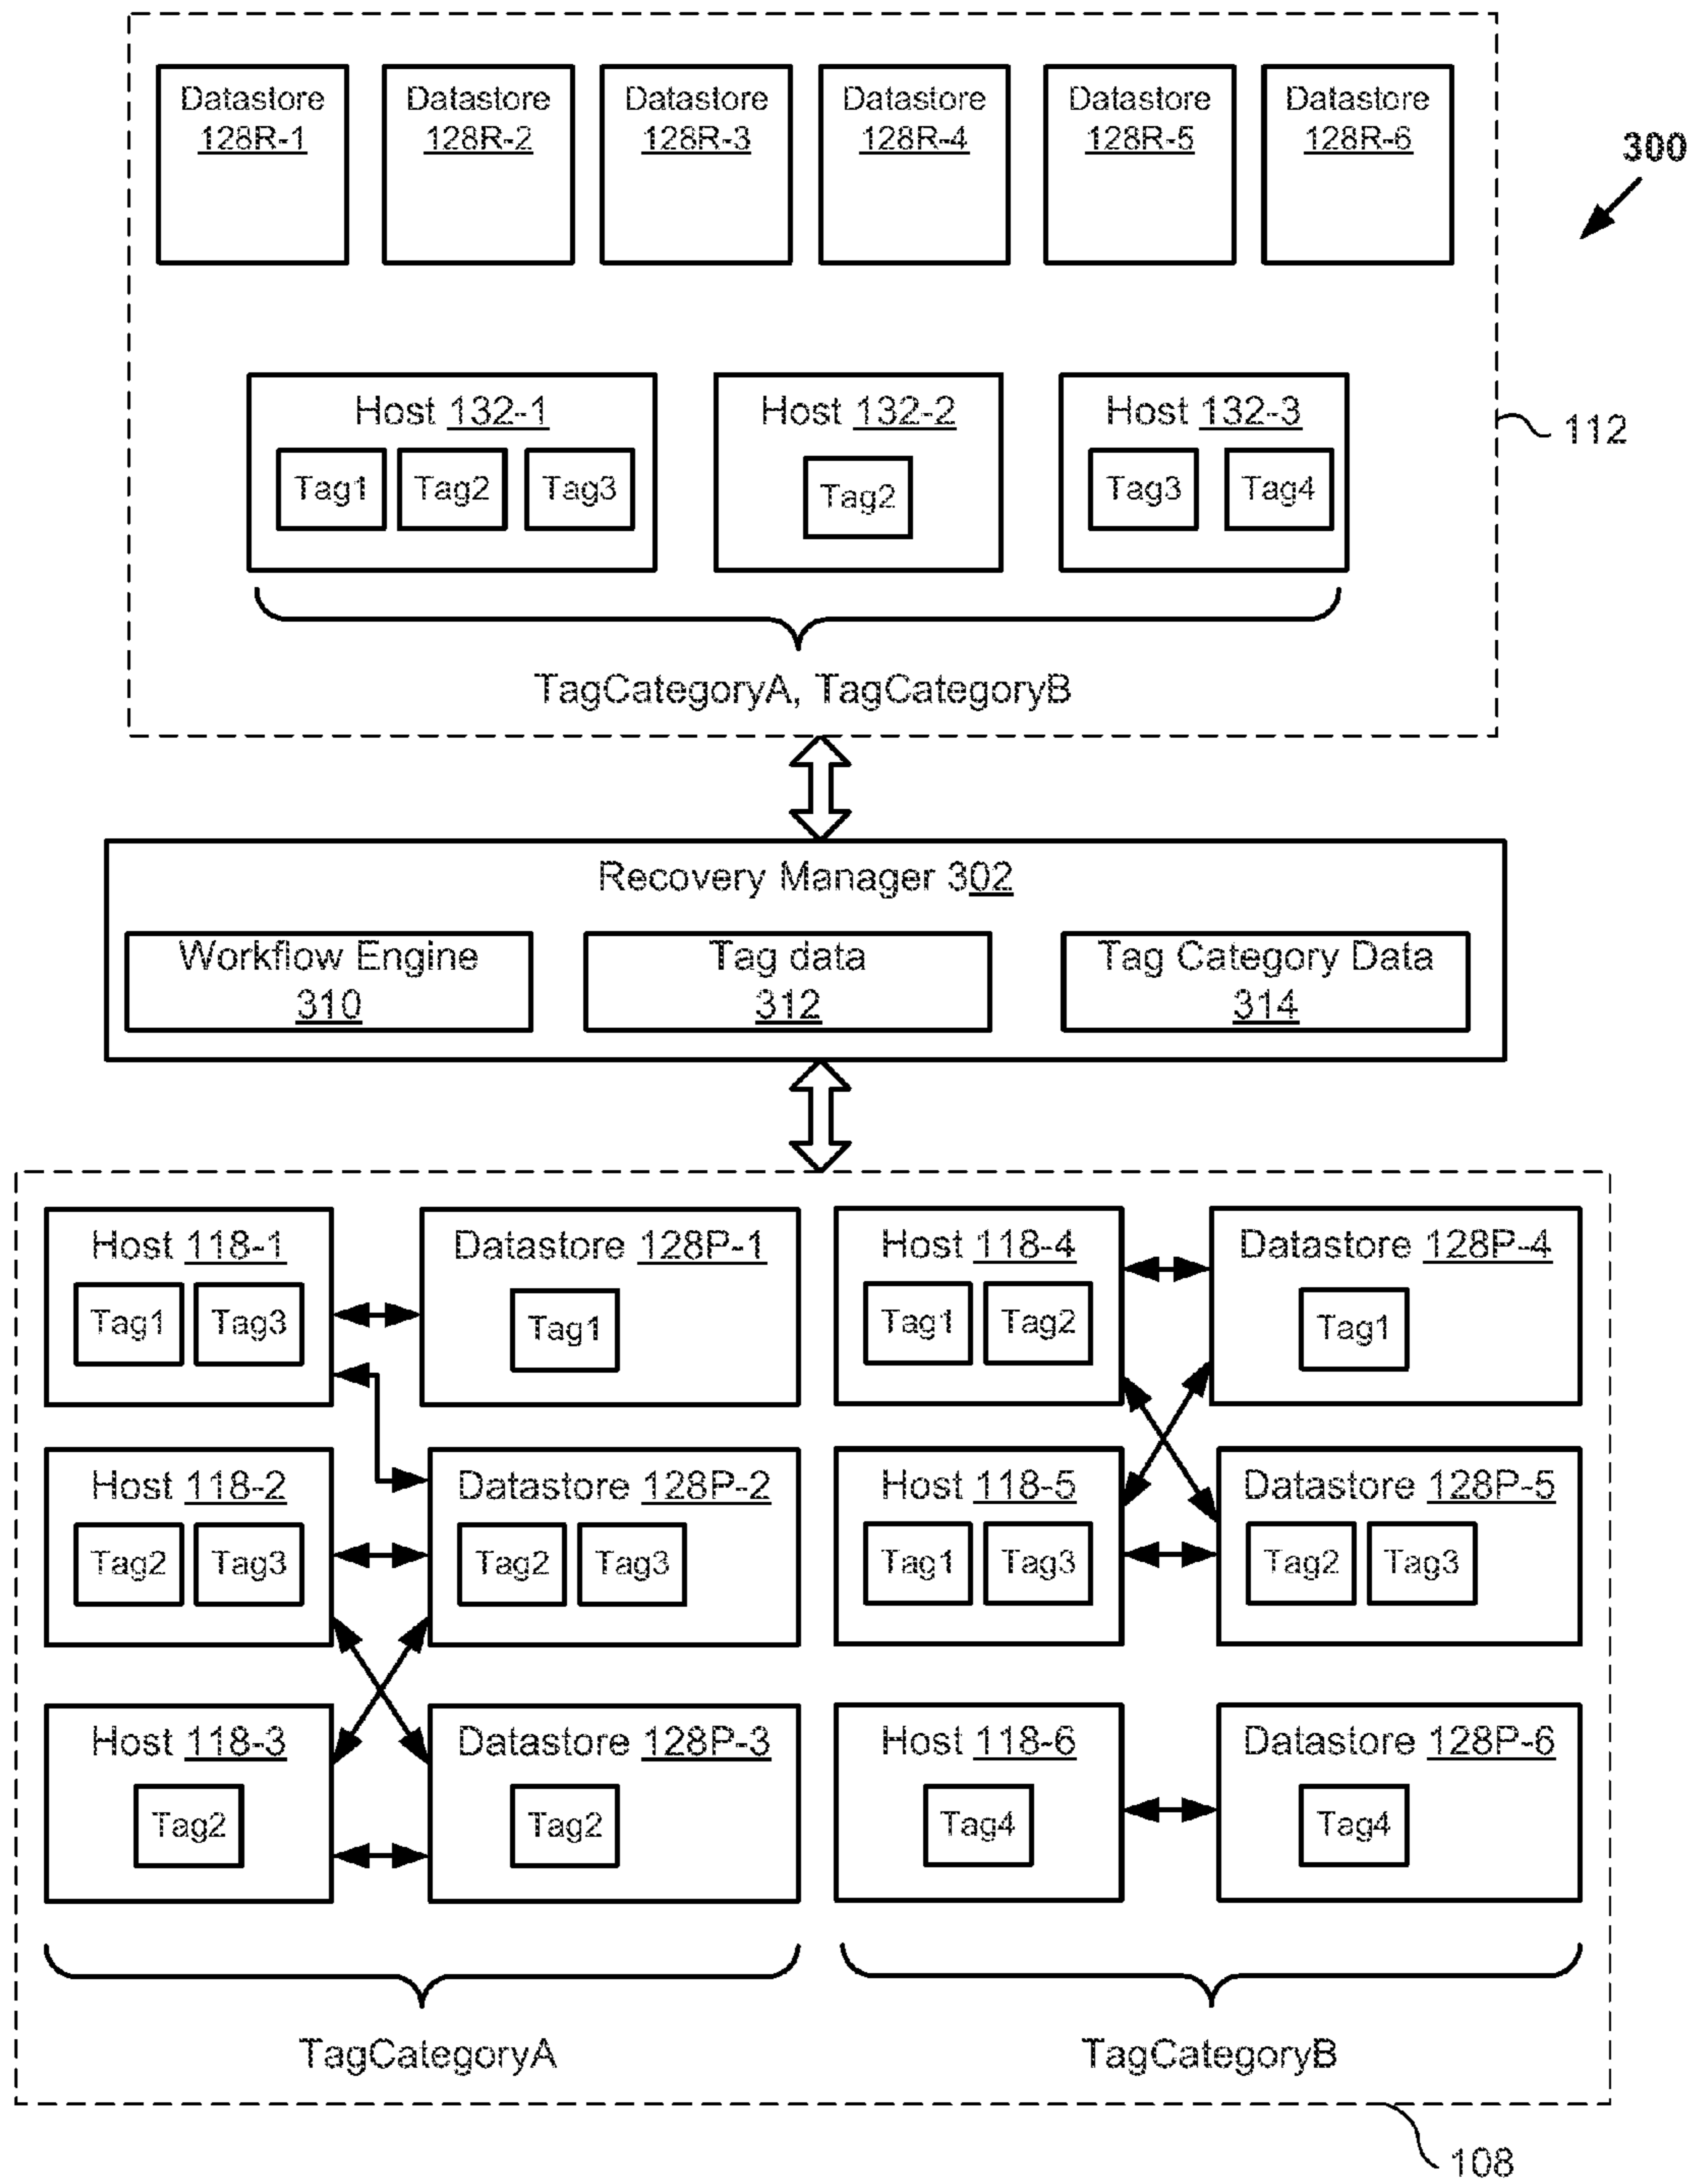 Datastore
128R-1
Datastore
128R-2
Datastore
128R-3
Datastore
128R-4
Datastore
128R-5
Datastore
128R-6
300
Host 132-1
Tag1 Tag2 Tag3
Host 132-2
Tag2
Host 132-3
Tag3 Tag4
112
TagCategoryA, TagCategoryB
Recovery Manager 302
Workflow Engine
310
Tag data
312
Tag Category Data
314
Host 118-1
Tag1 Tag3
Datastore 128P-1
Tag1
Host 118-4
Tag1 Tag2
Datastore 128P-4
Tag1
Host 118-2
Tag2 Tag3
Datastore 128P-2
Tag2 Tag3
Host 118-5
Tag1 Tag3
Datastore 128P-5
Tag2 Tag3
Host 118-3
Tag2
Datastore 128P-3
Tag2
Host 118-6
Tag4
Datastore 128P-6
Tag4
TagCategoryA
TagCategoryB
108